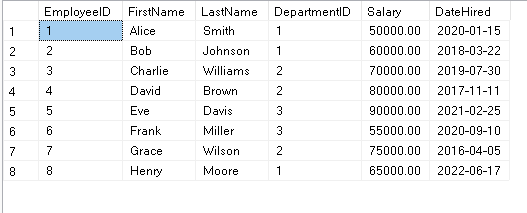 EmployeeID FirstName LastName DepartmentID Salary DateHired
1 1 Alice Smith 1 50000.00 2020-01-15
2 2 Bob Johnson 1 60000.00 2018-03-22
3 3 Charlie Williams 2 70000.00 2019-07-30
4 4 David Brown 2 80000.00 2017-11-11
5 5 Eve Davis 3 90000.00 2021-02-25
6 6 Frank Miller 3 55000.00 2020-09-10
7 7 Grace Wilson 2 75000.00 2016-04-05
8 8 Henry Moore 1 65000.00 2022-06-17